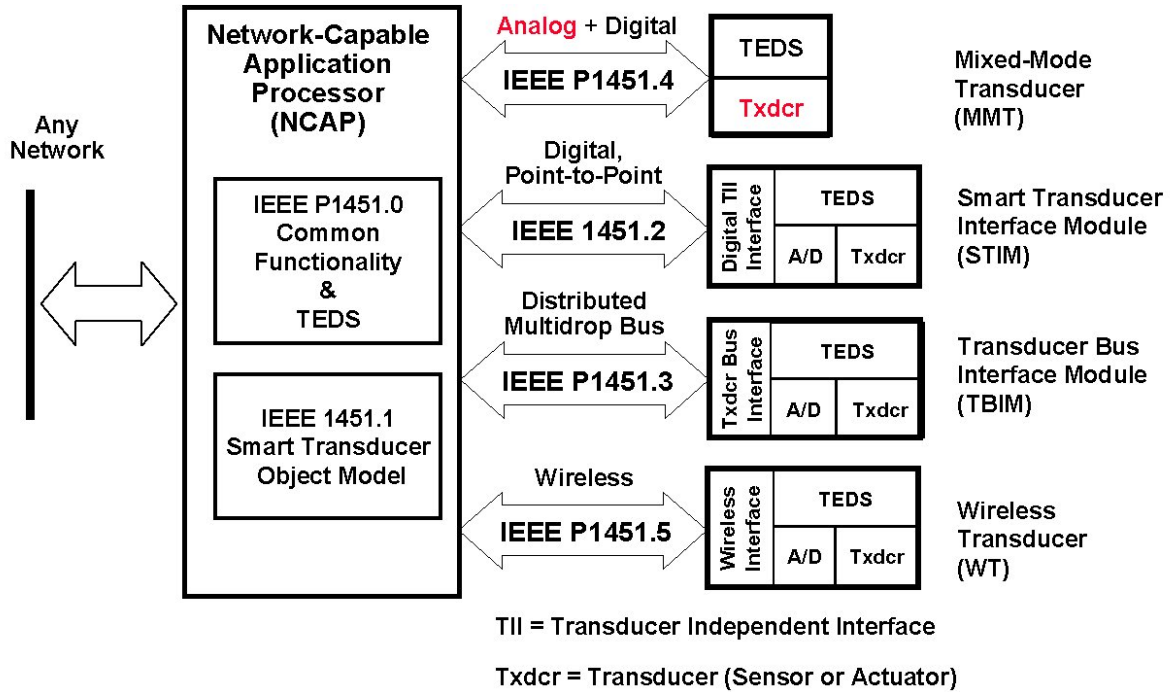 Any
Network
Network-Capable
Application
Processor
(NCAP)
IEEE P1451.0
Common
Functionality
&
TEDS
IEEE 1451.1
Smart Transducer
Object Model
Analog + Digital
IEEE P1451.4
TEDS
Txdcr
Mixed-Mode
Transducer
(MMT)
Digital,
Point-to-Point
IEEE 1451.2
Digital TII
Interface
TEDS
A/D
Txdcr
Smart Transducer
Interface Module
(STIM)
Distributed
Multidrop Bus
IEEE P1451.3
Txdcr Bus
Interface
TEDS
A/D
Txdcr
Transducer Bus
Interface Module
(TBIM)
Wireless
IEEE P1451.5
Wireless
Interface
TEDS
A/D
Txdcr
Wireless
Transducer
(WT)
TII = Transducer Independent Interface
Txdcr = Transducer (Sensor or Actuator)